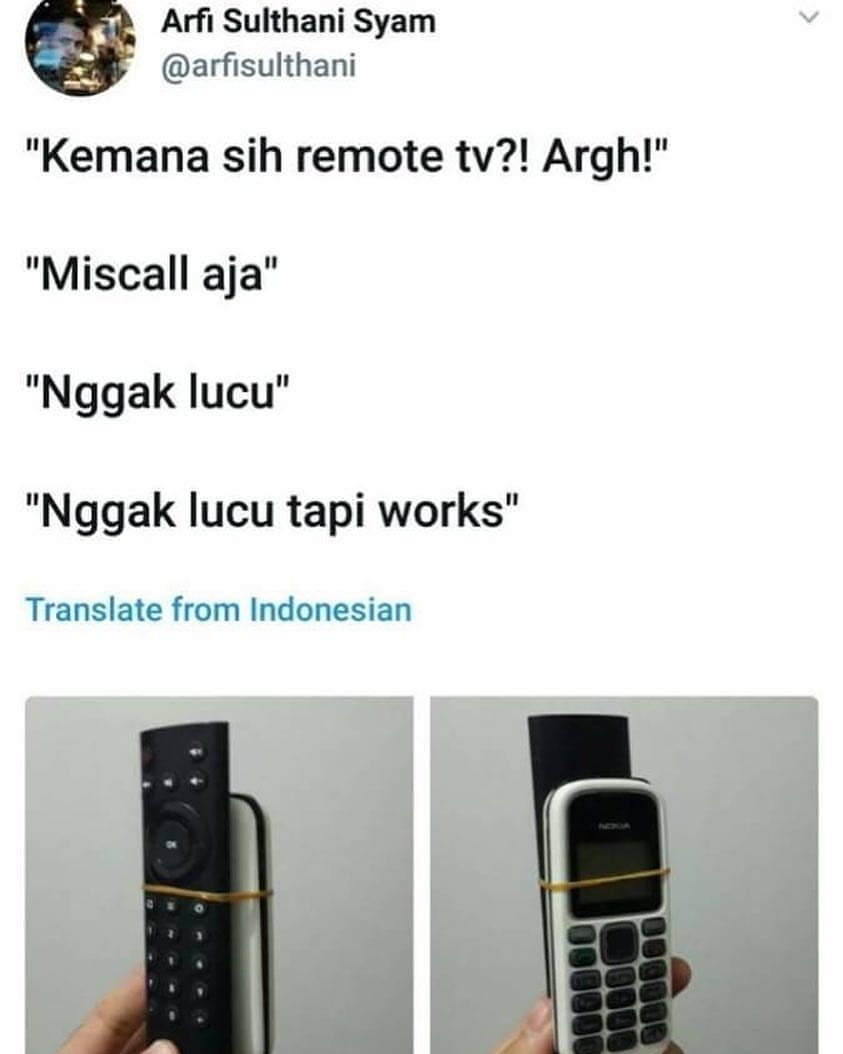 Arfi Sulthani Syam
@arfisulthani
"Kemana sih remote tv?! Argh!"
"Miscall aja"
"Nggak lucu"
"Nggak lucu tapi works"
Translate from Indonesian
OK
NOKIA